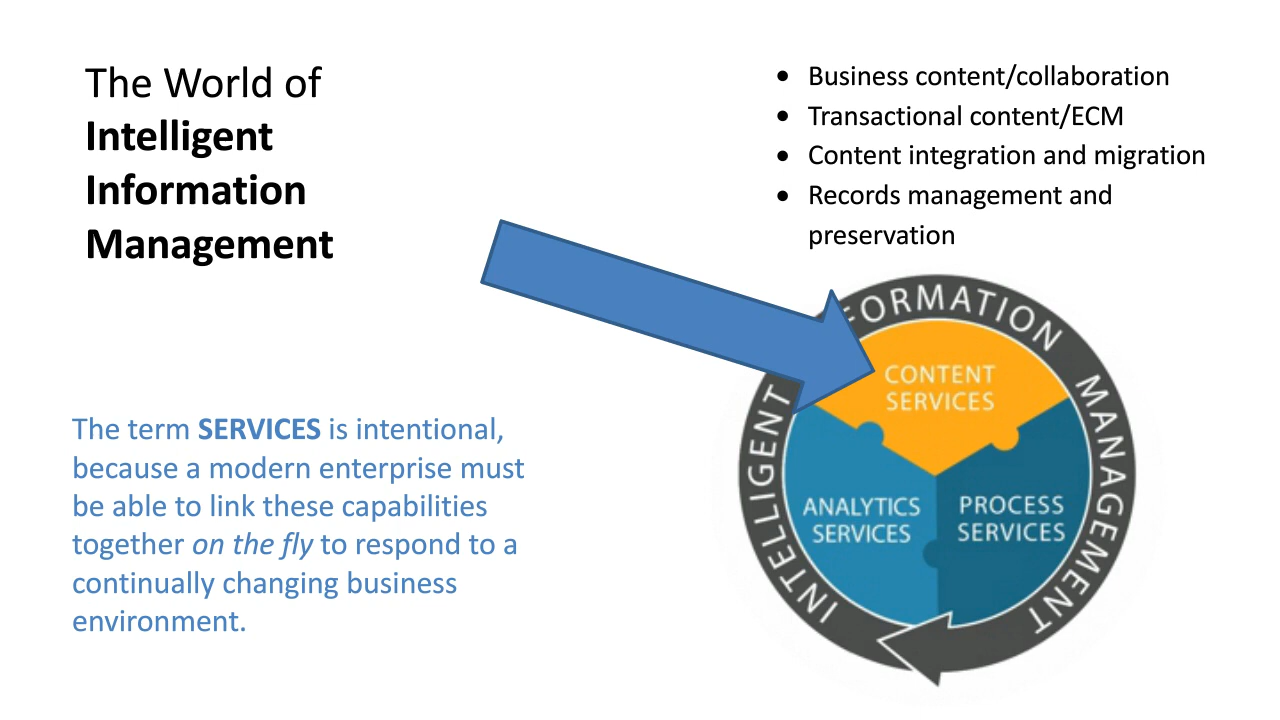 The World of
Intelligent
Information
Management
Business content/collaboration
Transactional content/ECM
Content integration and migration
Records management and
preservation
The term SERVICES is intentional,
because a modern enterprise must
be able to link these capabilities
together on the fly to respond to a
continually changing business
environment.
INTELLIGENT FORMATION MANAGEMENT
CONTENT
SERVICES
ANALYTICS
SERVICES
PROCESS
SERVICES